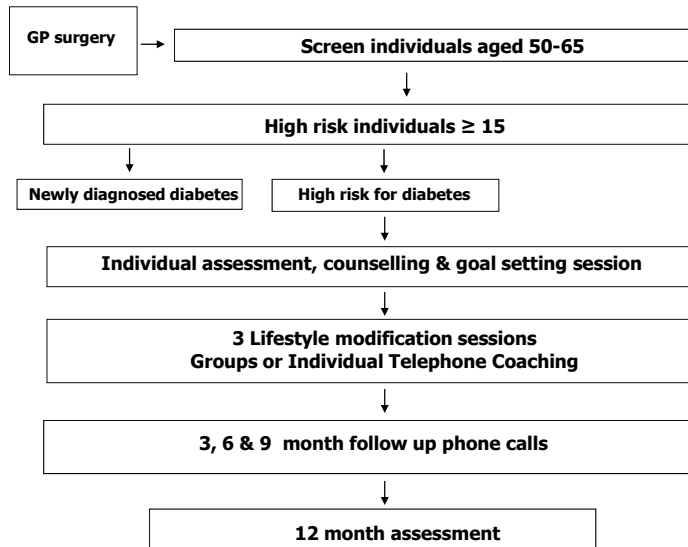 GP surgery
Screen individuals aged 50-65
High risk individuals ≥ 15
Newly diagnosed diabetes
High risk for diabetes
Individual assessment, counselling & goal setting session
3 Lifestyle modification sessions
Groups or Individual Telephone Coaching
3, 6 & 9 month follow up phone calls
12 month assessment